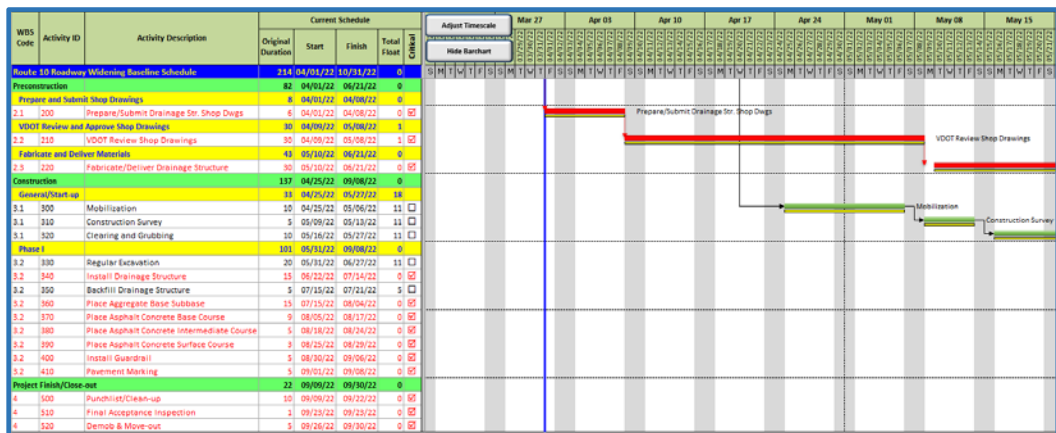 Current Schedule
WBS Code Activity ID Activity Description Original Duration Start Finish Total Float Critical
Adjust Timescale
Hide Barchart
Mar 27 Apr 03 Apr 10 Apr 17 Apr 24 May 01 May 08 May 15
S M T W T F S S M T W T F S S M T W T F S S M T W T F S S M T W T F S S M T W T F S S M T W T F S S M T W T F S
Route 10 Roadway Widening Baseline Schedule 214 04/01/22 10/31/22 0
Preconstruction 82 04/01/22 06/21/22 0
Prepare and Submit Shop Drawings 8 04/01/22 04/08/22 0
2.1 200 Prepare/Submit Drainage Str. Shop Dwgs 6 04/01/22 04/08/22 0 ☑ Prepare/Submit Drainage Str. Shop Dwgs
VDOT Review and Approve Shop Drawings 30 04/09/22 05/08/22 1
2.2 210 VDOT Review Shop Drawings 30 04/09/22 05/08/22 1 ☑ VDOT Review Shop Drawings
Fabricate and Deliver Materials 43 05/10/22 06/21/22 0
2.3 220 Fabricate/Deliver Drainage Structure 30 05/10/22 06/21/22 0 ☑
Construction 137 04/25/22 09/08/22 0
General/Start-up 33 04/25/22 05/27/22 18
3.1 300 Mobilization 10 04/25/22 05/06/22 11 ☐ Mobilization
3.1 310 Construction Survey 5 05/09/22 05/13/22 11 ☐ Construction Survey
3.1 320 Clearing and Grubbing 10 05/16/22 05/27/22 11 ☐
Phase I 101 05/31/22 09/08/22 0
3.2 330 Regular Excavation 20 05/31/22 06/27/22 11 ☐
3.2 340 Install Drainage Structure 15 06/22/22 07/14/22 0 ☑
3.2 350 Backfill Drainage Structure 5 07/15/22 07/21/22 5 ☐
3.2 360 Place Aggregate Base Subbase 15 07/15/22 08/04/22 0 ☑
3.2 370 Place Asphalt Concrete Base Course 9 08/05/22 08/17/22 0 ☑
3.2 380 Place Asphalt Concrete Intermediate Course 5 08/18/22 08/24/22 0 ☑
3.2 390 Place Asphalt Concrete Surface Course 3 08/25/22 08/29/22 0 ☑
3.2 400 Install Guardrail 5 08/30/22 09/06/22 0 ☑
3.2 410 Pavement Marking 5 09/01/22 09/08/22 0 ☑
Project Finish/Close-out 22 09/09/22 09/30/22 0
4 500 Punchlist/Clean-up 10 09/09/22 09/22/22 0 ☑
4 510 Final Acceptance Inspection 1 09/23/22 09/23/22 0 ☑
4 520 Demob & Move-out 5 09/26/22 09/30/22 0 ☑